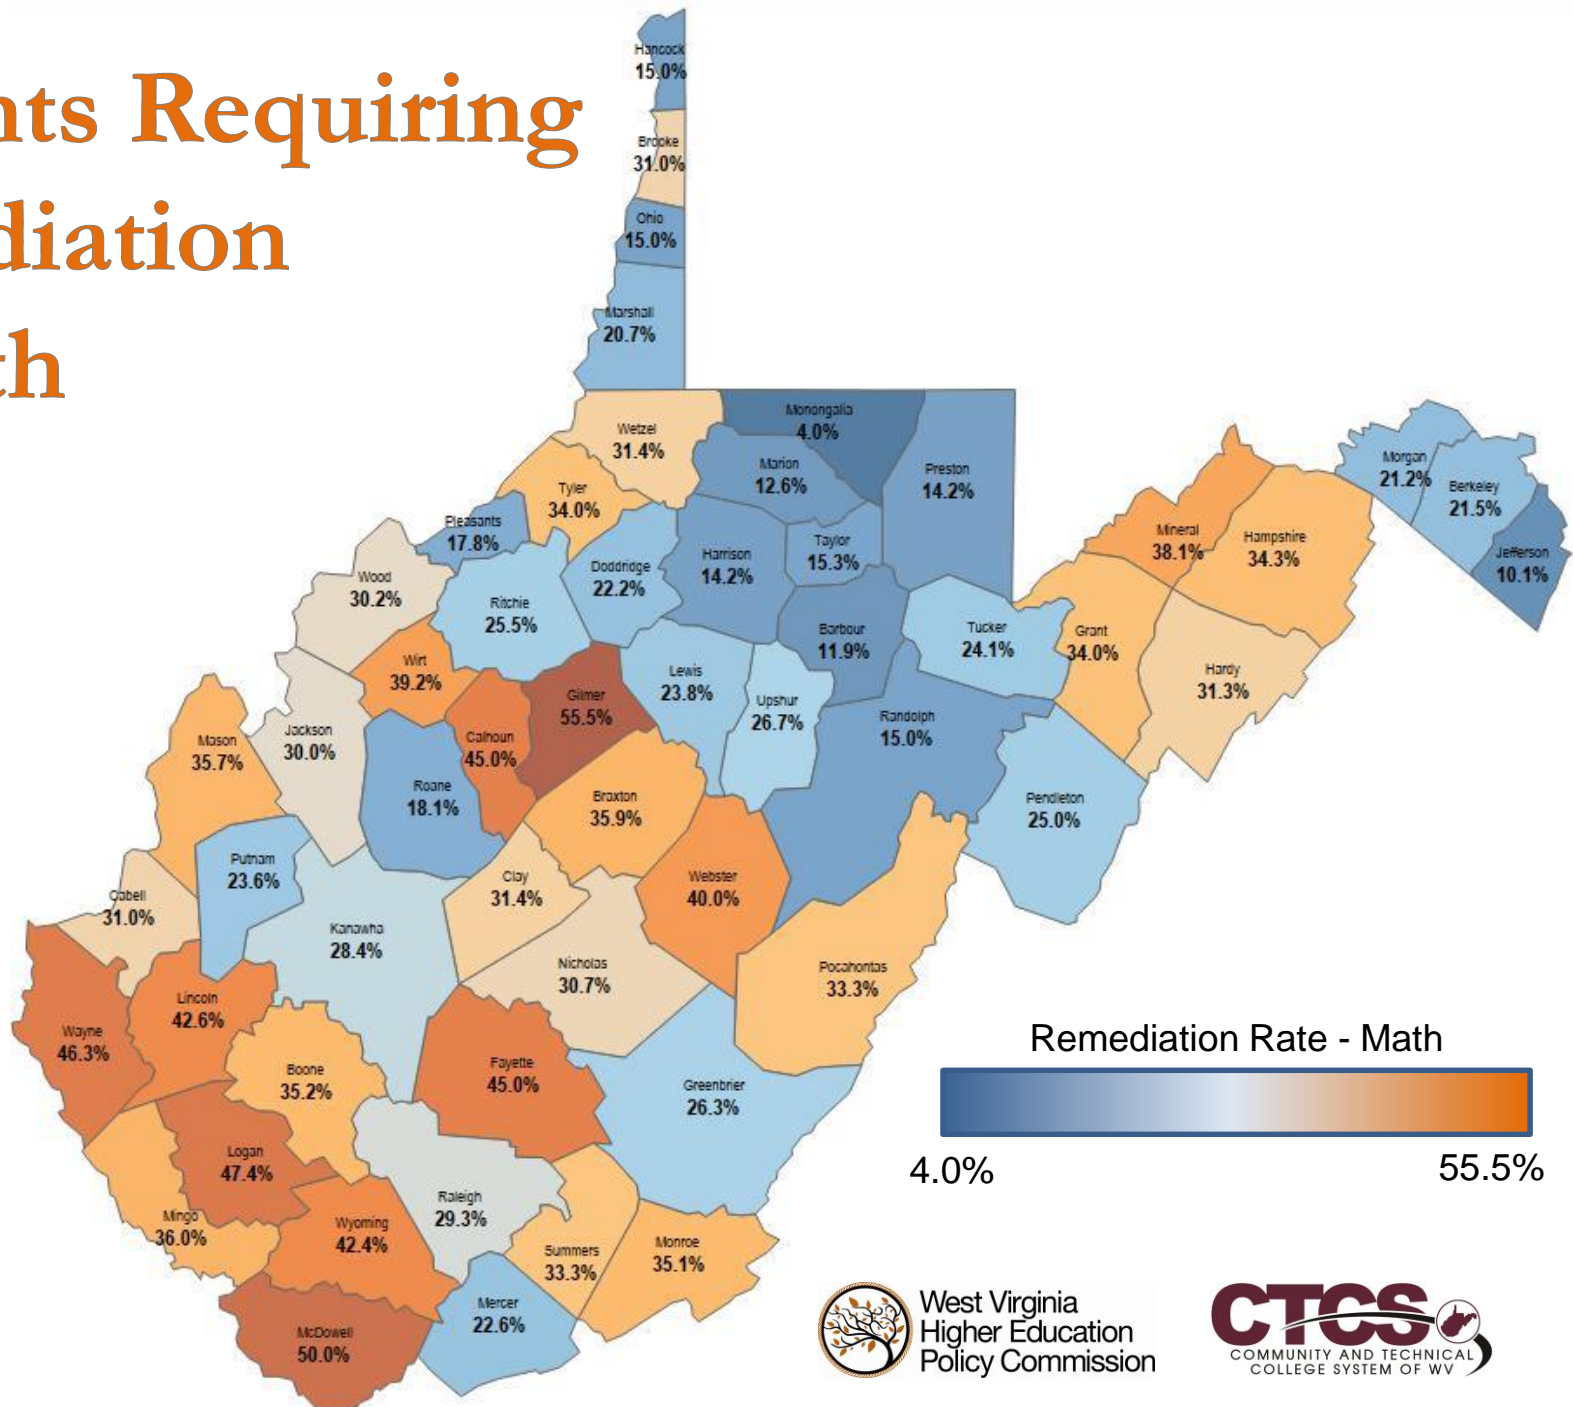 nts Requiring
diation
th
Hancock
15.0%
Brooke
31.0%
Ohio
15.0%
Marshall
20.7%
Monongalia
4.0%
Wetzel
31.4%
Marion
12.6%
Preston
14.2%
Tyler
34.0%
Pleasants
17.8%
Morgan
21.2%
Berkeley
21.5%
Jefferson
10.1%
Mineral
38.1%
Hampshire
34.3%
Harrison
14.2%
Taylor
15.3%
Doddridge
22.2%
Wood
30.2%
Ritchie
25.5%
Barbour
11.9%
Tucker
24.1%
Grant
34.0%
Hardy
31.3%
Wirt
39.2%
Lewis
23.8%
Gilmer
55.5%
Upshur
26.7%
Randolph
15.0%
Jackson
30.0%
Calhoun
45.0%
Mason
35.7%
Roane
18.1%
Braxton
35.9%
Pendleton
25.0%
Putnam
23.6%
Clay
31.4%
Webster
40.0%
Cabell
31.0%
Kanawha
28.4%
Nicholas
30.7%
Pocahontas
33.3%
Lincoln
42.6%
Wayne
46.3%
Boone
35.2%
Fayette
45.0%
Greenbrier
26.3%
Logan
47.4%
Raleigh
29.3%
Mingo
36.0%
Wyoming
42.4%
Summers
33.3%
Monroe
35.1%
Mercer
22.6%
McDowell
50.0%
Remediation Rate - Math
4.0% 55.5%
West Virginia
Higher Education
Policy Commission
CTCS
COMMUNITY AND TECHNICAL
COLLEGE SYSTEM OF WV